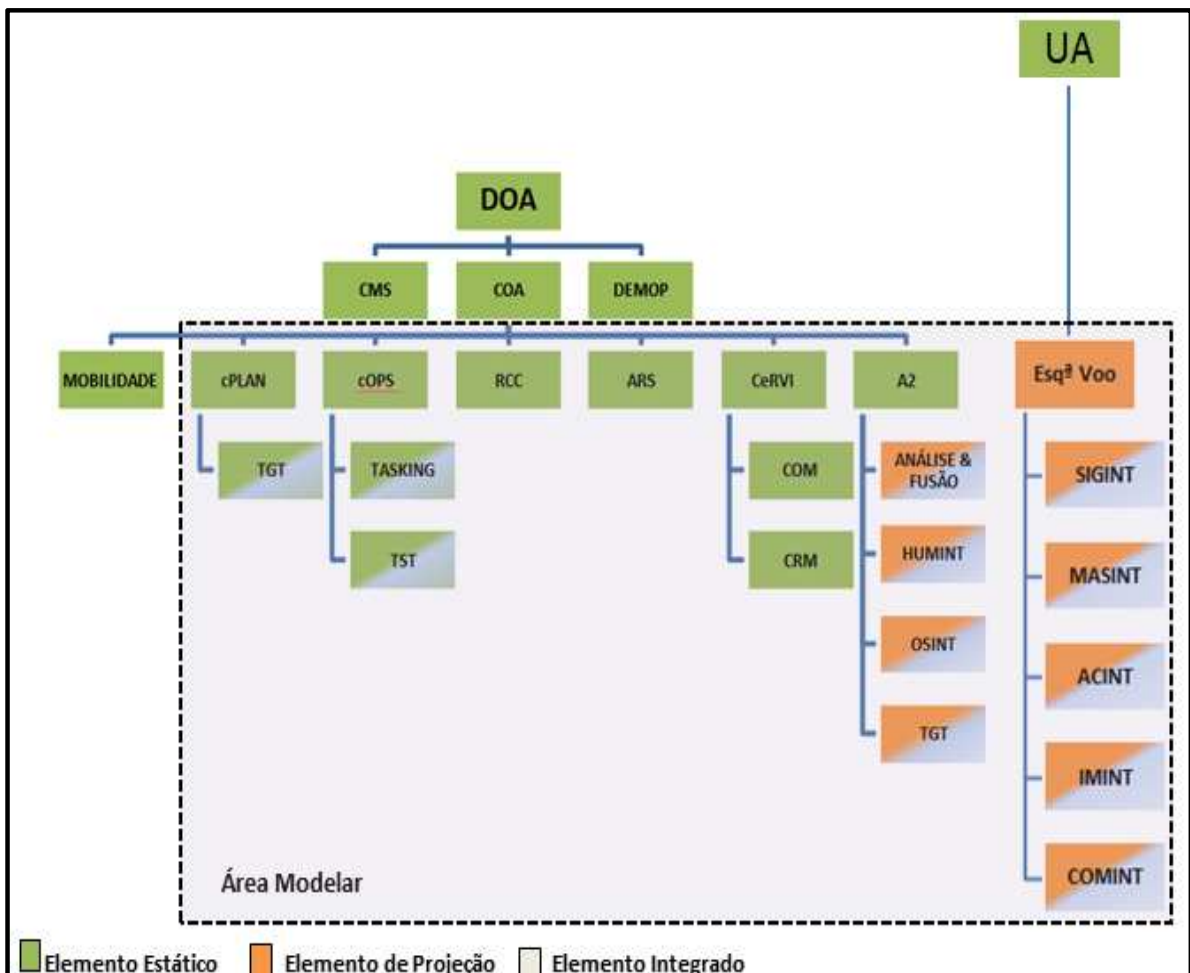 UA
DOA
CMS
COA
DEMOP
MOBILIDADE
cPLAN
cOPS
RCC
ARS
CeRVI
A2
Esqª Voo
TGT
TASKING
TST
COM
CRM
ANÁLISE &
FUSÃO
HUMINT
OSINT
TGT
SIGINT
MASINT
ACINT
IMINT
COMINT
Área Modelar
Elemento Estático
Elemento de Projeção
Elemento Integrado